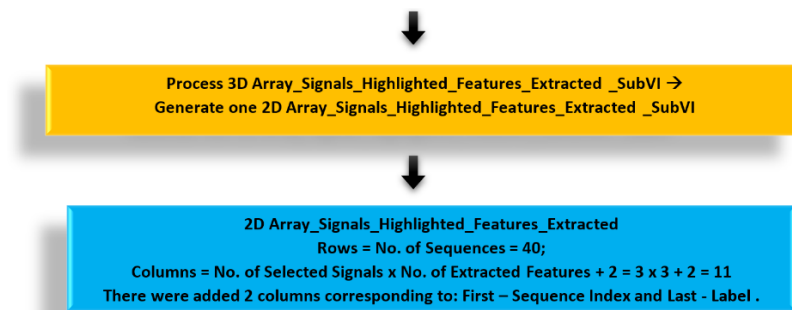 Process 3D Array_Signals_Highlighted_Features_Extracted _SubVI →
Generate one 2D Array_Signals_Highlighted_Features_Extracted _SubVI
2D Array_Signals_Highlighted_Features_Extracted
Rows = No. of Sequences = 40;
Columns = No. of Selected Signals x No. of Extracted Features + 2 = 3 x 3 + 2 = 11
There were added 2 columns corresponding to: First – Sequence Index and Last - Label .